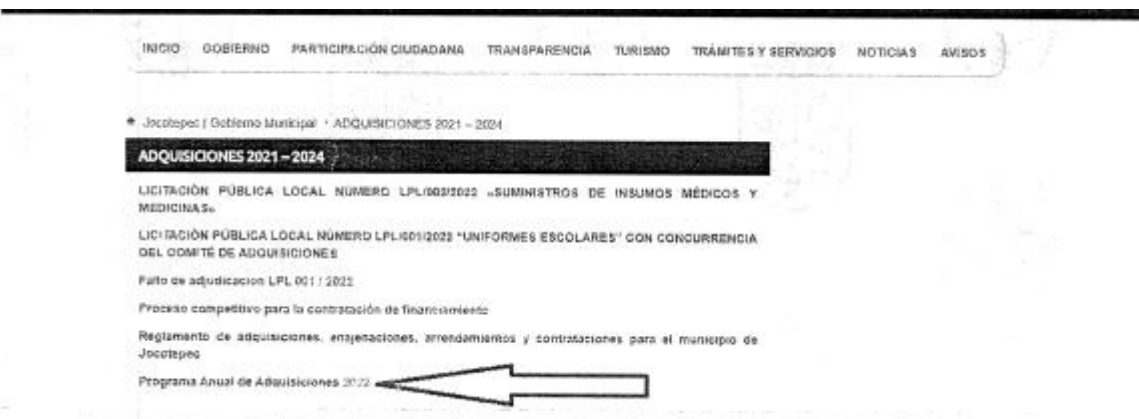 INICIO GOBIERNO PARTICIPACIÓN CIUDADANA TRANSPARENCIA TURISMO TRÁMITES Y SERVICIOS NOTICIAS AVISOS
Jocotepec | Gobierno Municipal ADQUISICIONES 2021 – 2024
ADQUISICIONES 2021 – 2024
LICITACIÓN PÚBLICA LOCAL NÚMERO LPL/002/2022 «SUMINISTROS DE INSUMOS MÉDICOS Y
MEDICINAS»
LICITACIÓN PÚBLICA LOCAL NÚMERO LPL/001/2022 "UNIFORMES ESCOLARES" CON CONCURRENCIA
DEL COMITÉ DE ADQUISICIONES
Fallo de adjudicacion LPL 001 / 2022
Proceso competitivo para la contratación de financiamiento
Reglamento de adquisiciones, enajenaciones, arrendamientos y contrataciones para el municipio de
Jocotepec
Programa Anual de Adquisiciones 2022